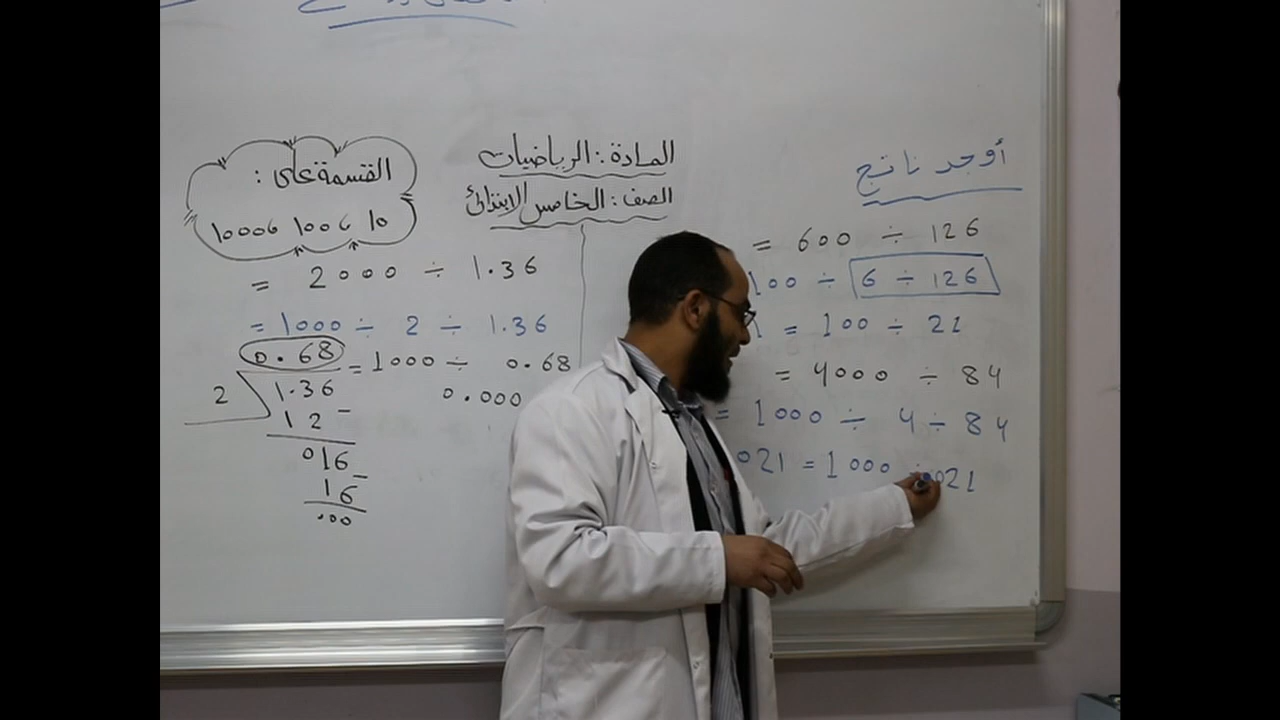 أوجد ناتج
126 ÷ 600 =
126 ÷ 6 ÷ 100
21 ÷ 100 =
84 ÷ 4000 =
84 ÷ 4 ÷ 1000 =
021 ÷ 1000 = 021
المادة : الرياضيات
الصف : الخامس الابتدائي
القسمة على :
10 ، 100 ، 1000
1.36 ÷ 2000 =
1.36 ÷ 2 ÷ 1000 =
0.68 ÷ 1000 =
0.000
0.68
2 1.36
12 -
016 -
16
000